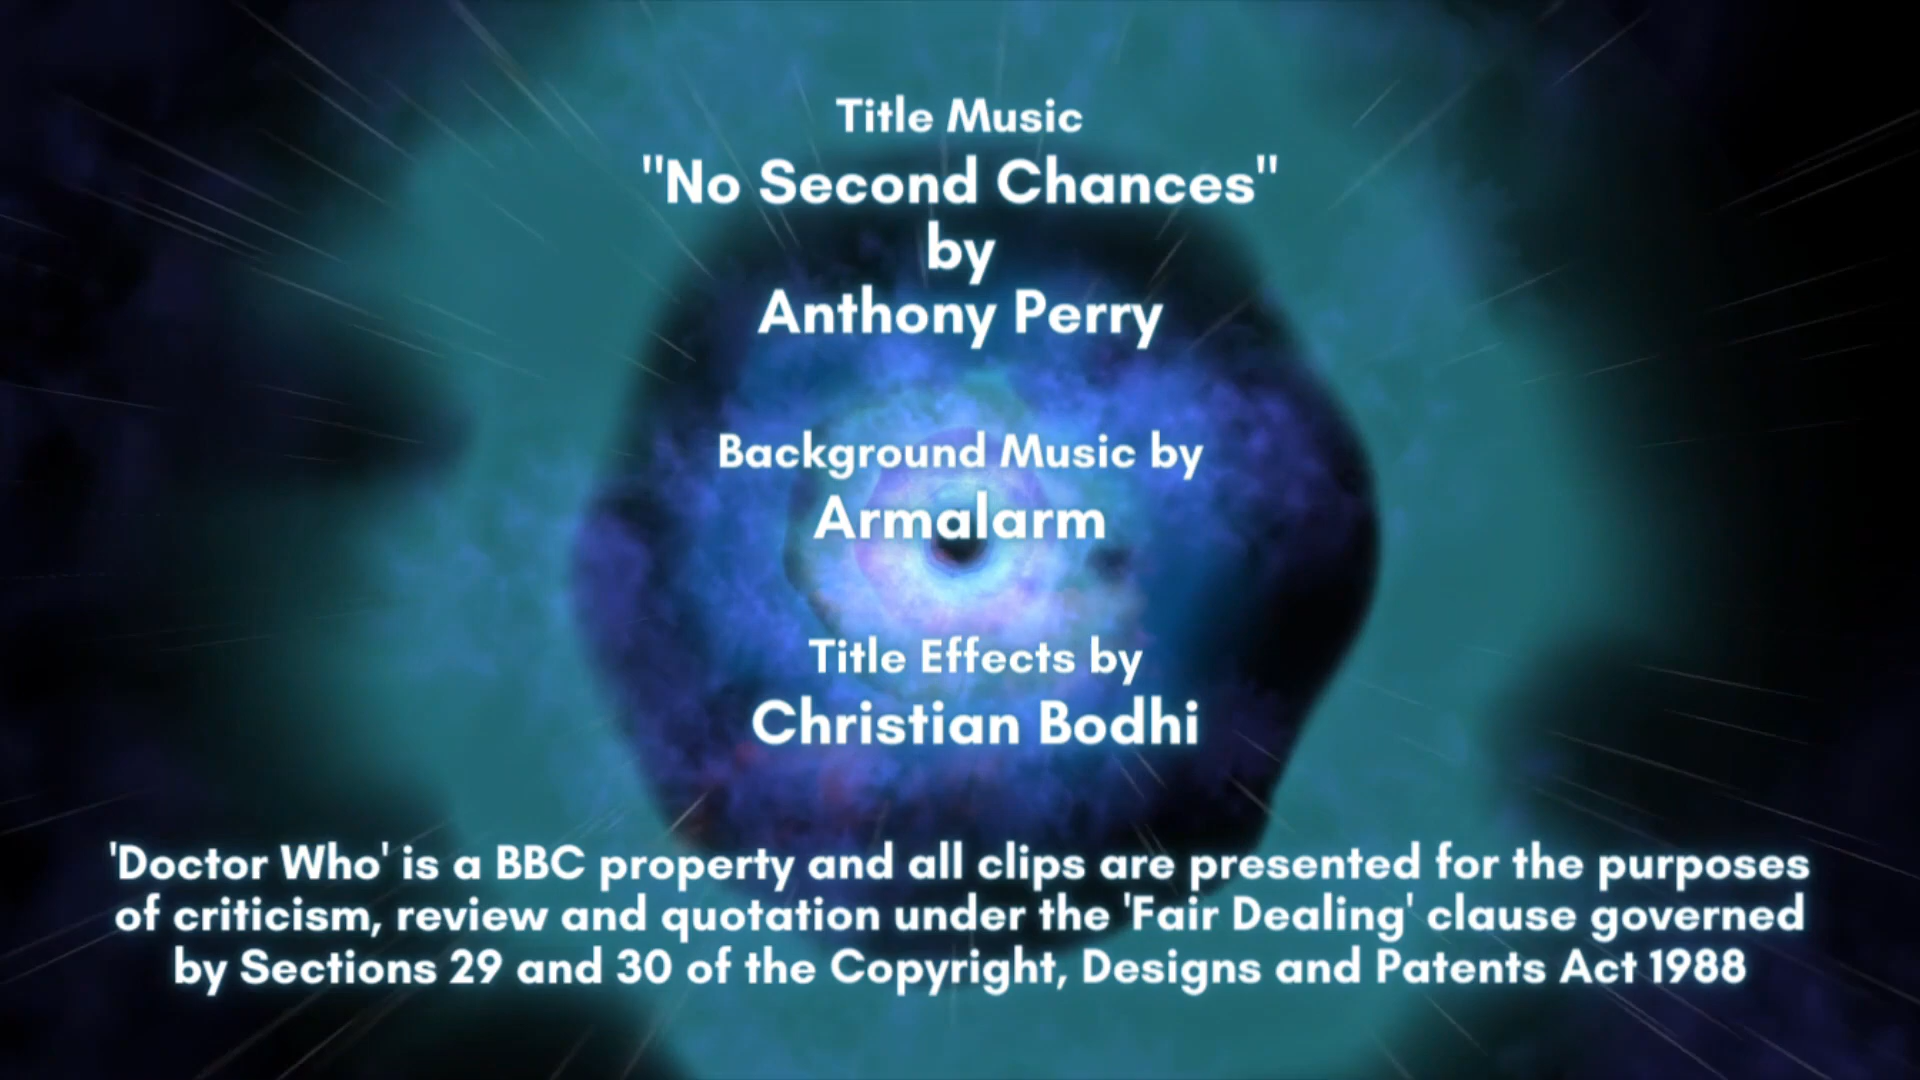 Title Music
"No Second Chances"
by
Anthony Perry
Background Music by
Armalarm
Title Effects by
Christian Bodhi
'Doctor Who' is a BBC property and all clips are presented for the purposes
of criticism, review and quotation under the 'Fair Dealing' clause governed
by Sections 29 and 30 of the Copyright, Designs and Patents Act 1988